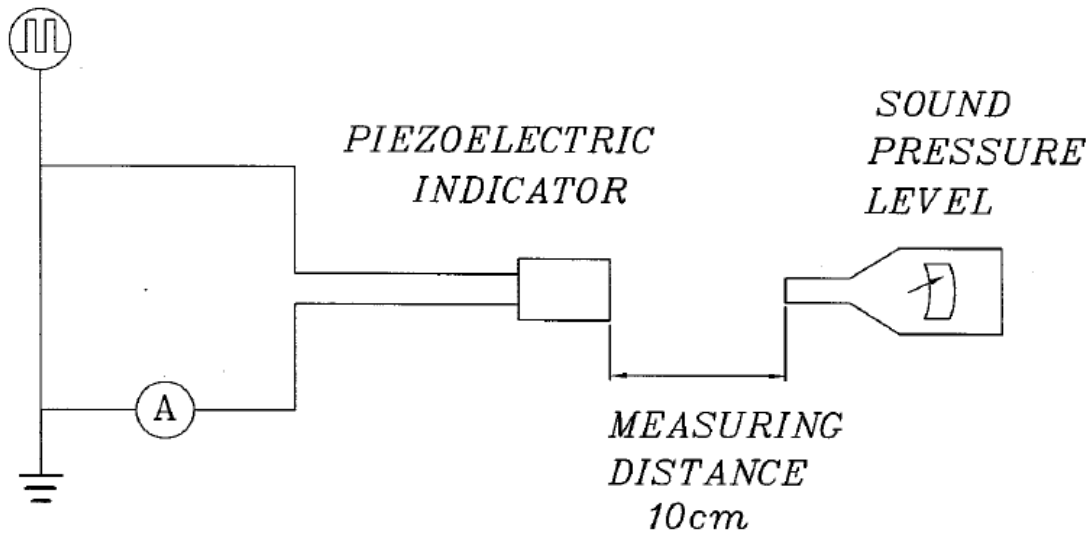 PIEZOELECTRIC
INDICATOR
SOUND
PRESSURE
LEVEL
A
MEASURING
DISTANCE
10cm